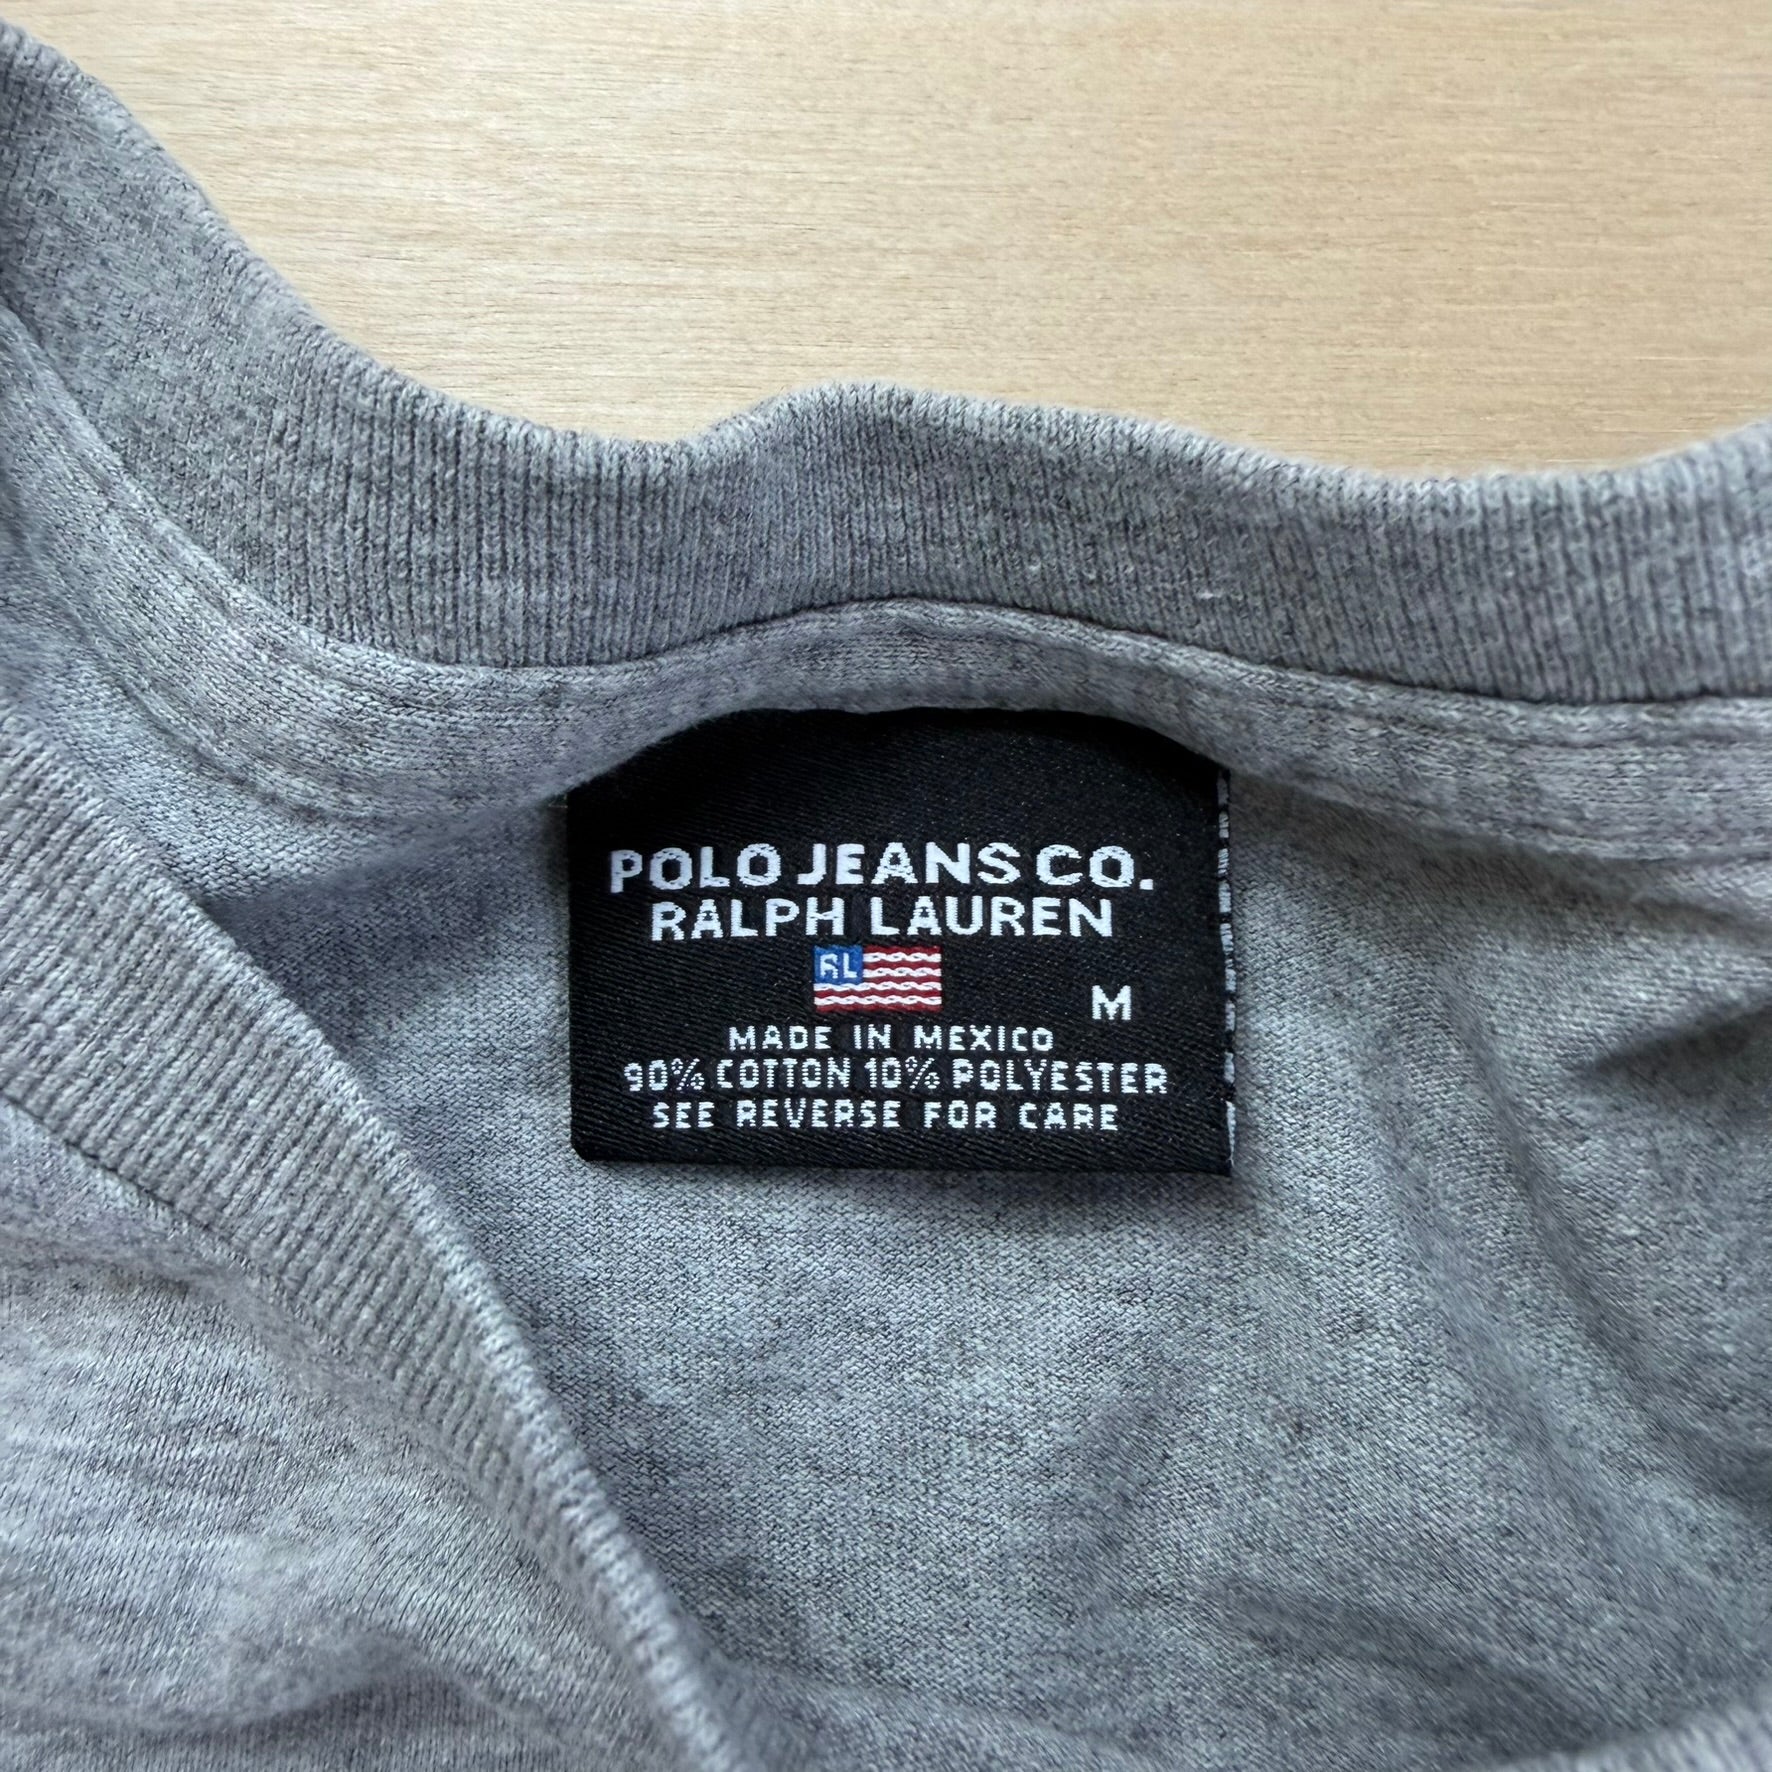 POLO JEANS CO.
RALPH LAUREN
RL
M
MADE IN MEXICO
90% COTTON 10% POLYESTER
SEE REVERSE FOR CARE